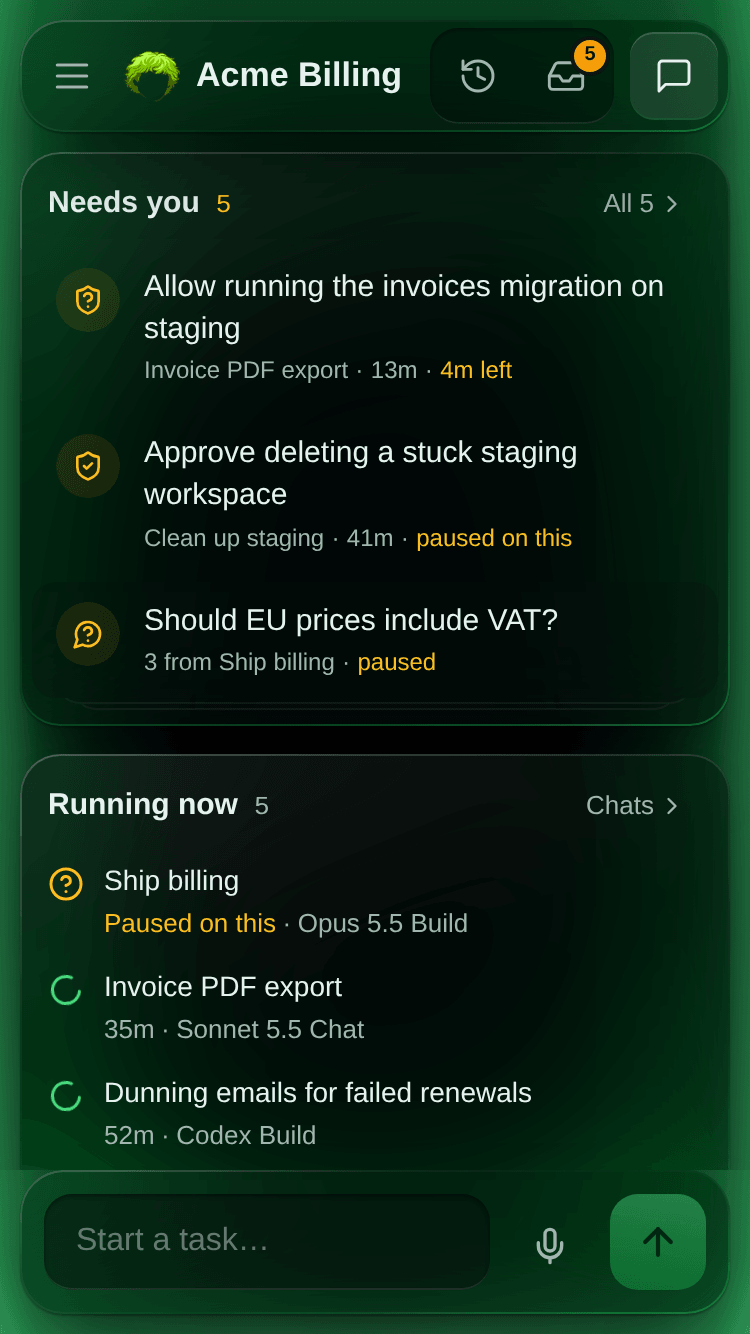 Acme Billing
5
Needs you 5
All 5
Allow running the invoices migration on
staging
Invoice PDF export · 13m · 4m left
Approve deleting a stuck staging
workspace
Clean up staging · 41m · paused on this
Should EU prices include VAT?
3 from Ship billing · paused
Running now 5
Chats
Ship billing
Paused on this · Opus 5.5 Build
Invoice PDF export
35m · Sonnet 5.5 Chat
Dunning emails for failed renewals
52m · Codex Build
Start a task…